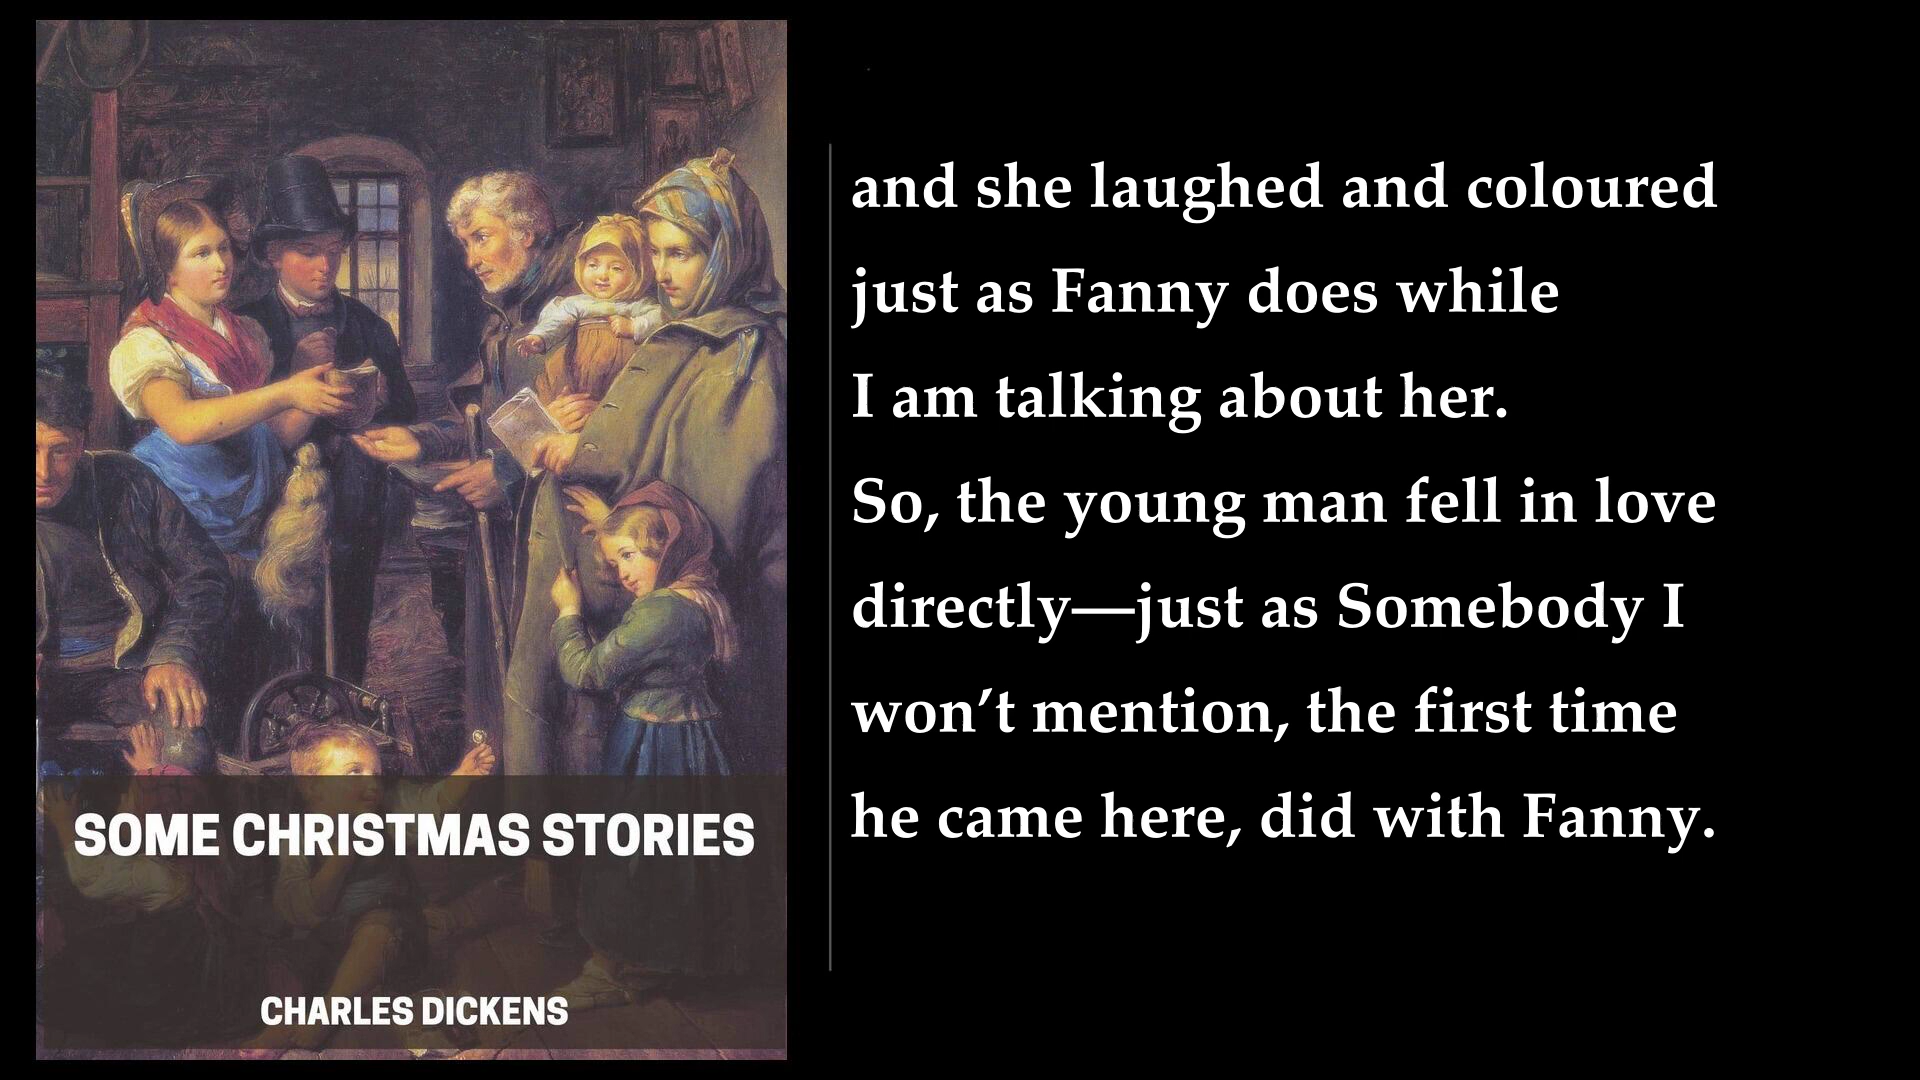 SOME CHRISTMAS STORIES
CHARLES DICKENS
and she laughed and coloured
just as Fanny does while
I am talking about her.
So, the young man fell in love
directly—just as Somebody I
won’t mention, the first time
he came here, did with Fanny.